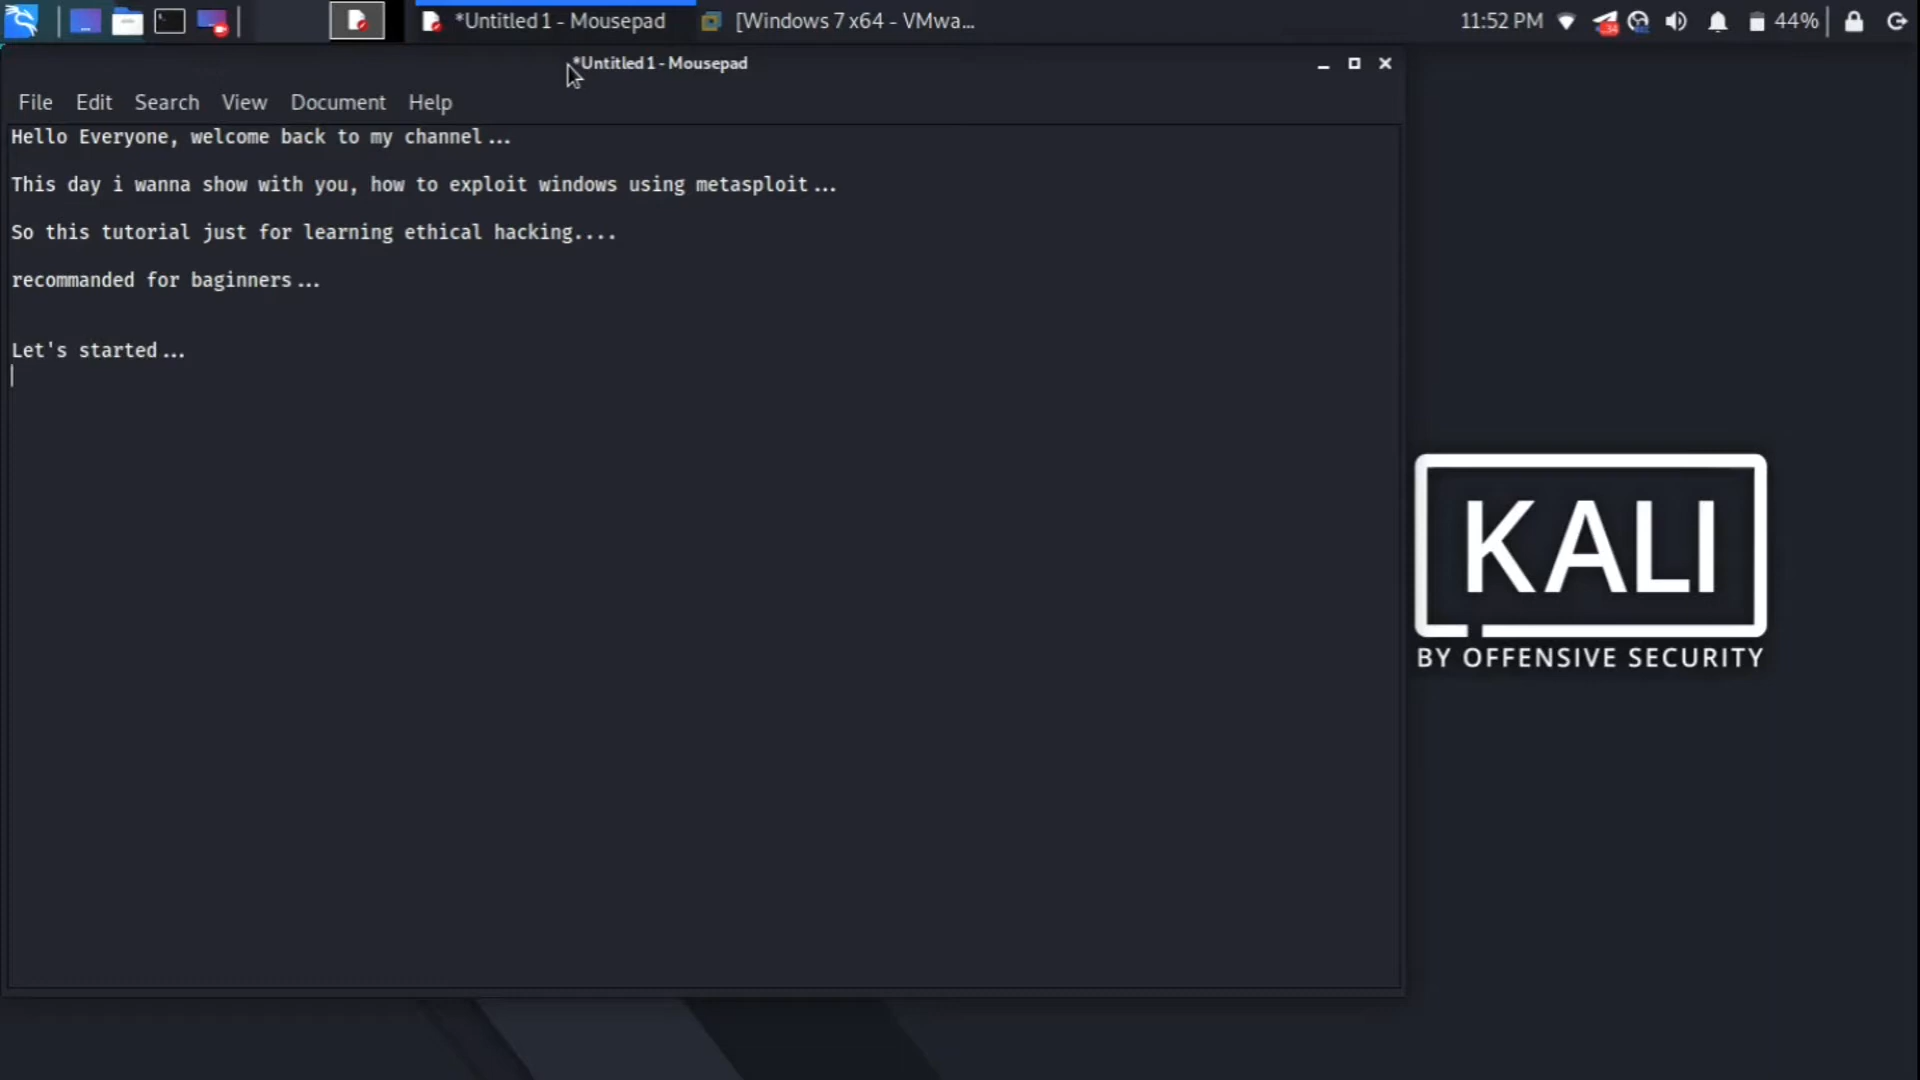 *Untitled 1 - Mousepad
[Windows 7 x64 - VMwa...
11:52 PM
34
44%
*Untitled 1 - Mousepad
File Edit Search View Document Help
Hello Everyone, welcome back to my channel...
This day i wanna show with you, how to exploit windows using metasploit...
So this tutorial just for learning ethical hacking....
recommanded for baginners...
Let's started...
KALI
BY OFFENSIVE SECURITY